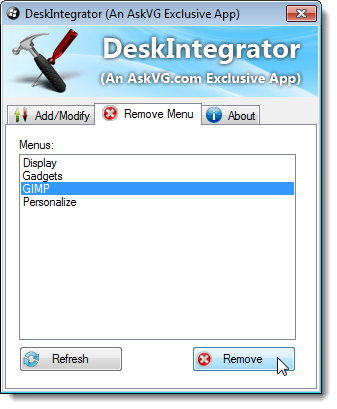 DeskIntegrator (An AskVG Exclusive App)
DeskIntegrator
(An AskVG.com Exclusive App)
Add/Modify
Remove Menu
About
Menus:
Display
Gadgets
GIMP
Personalize
Refresh
Remove